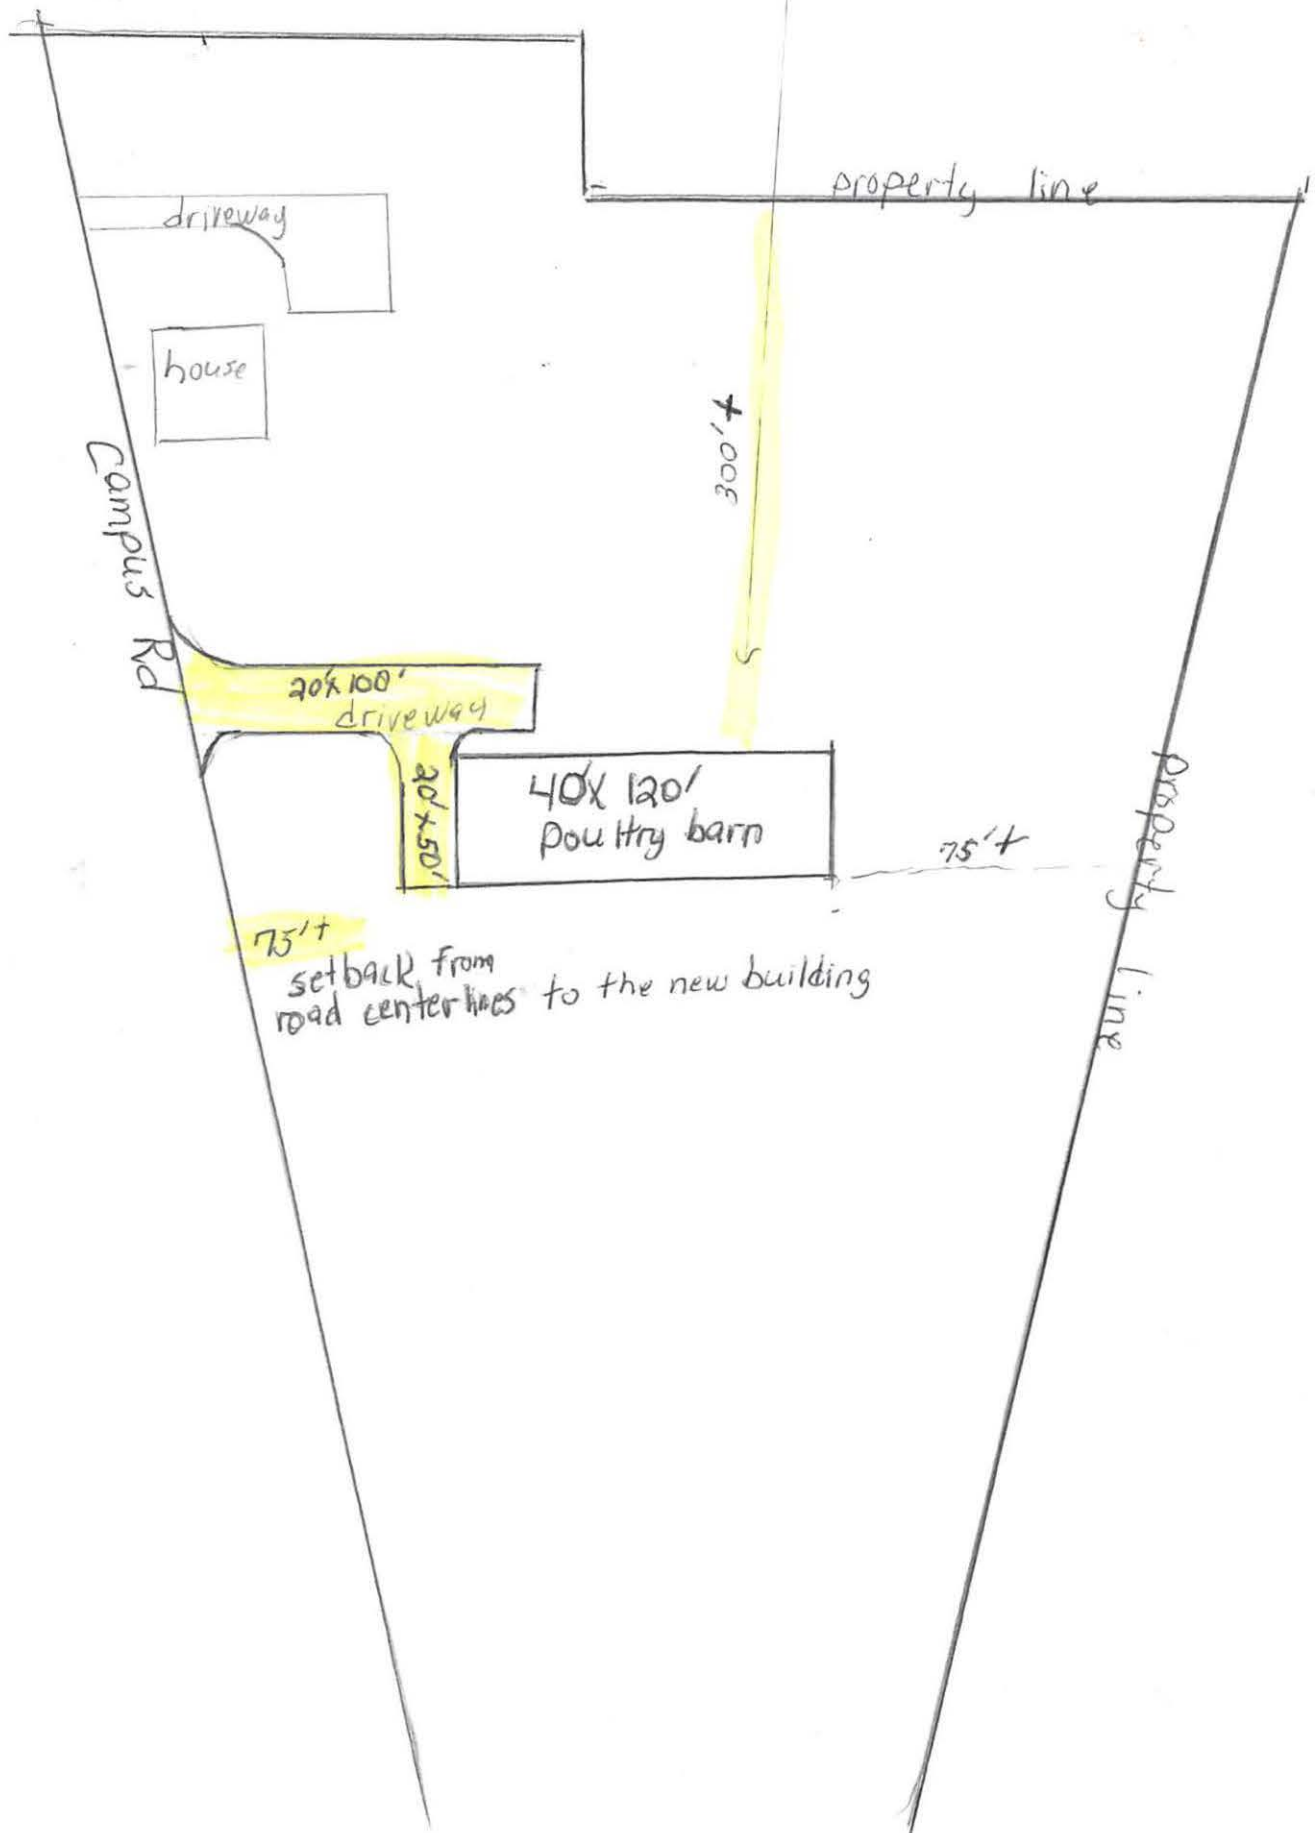 property line
driveway
house
300'+
Campus Rd
20'x 100'
driveway
20' x 50'
40'X 120'
Poultry barn
75'+
property line
75'+
setback from
road centerlines to the new building